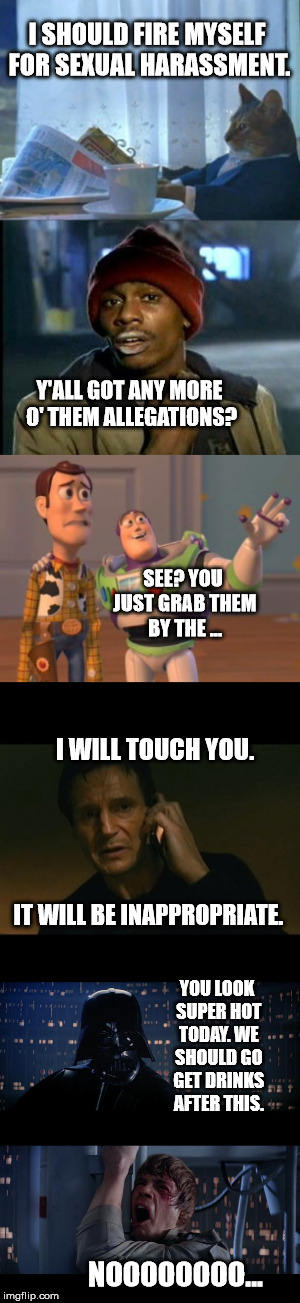 I SHOULD FIRE MYSELF
FOR SEXUAL HARASSMENT.
Y'ALL GOT ANY MORE
O' THEM ALLEGATIONS?
SEE? YOU
JUST GRAB THEM
BY THE ...
I WILL TOUCH YOU.
IT WILL BE INAPPROPRIATE.
YOU LOOK
SUPER HOT
TODAY. WE
SHOULD GO
GET DRINKS
AFTER THIS.
NOOOOOOOO...
imgflip.com